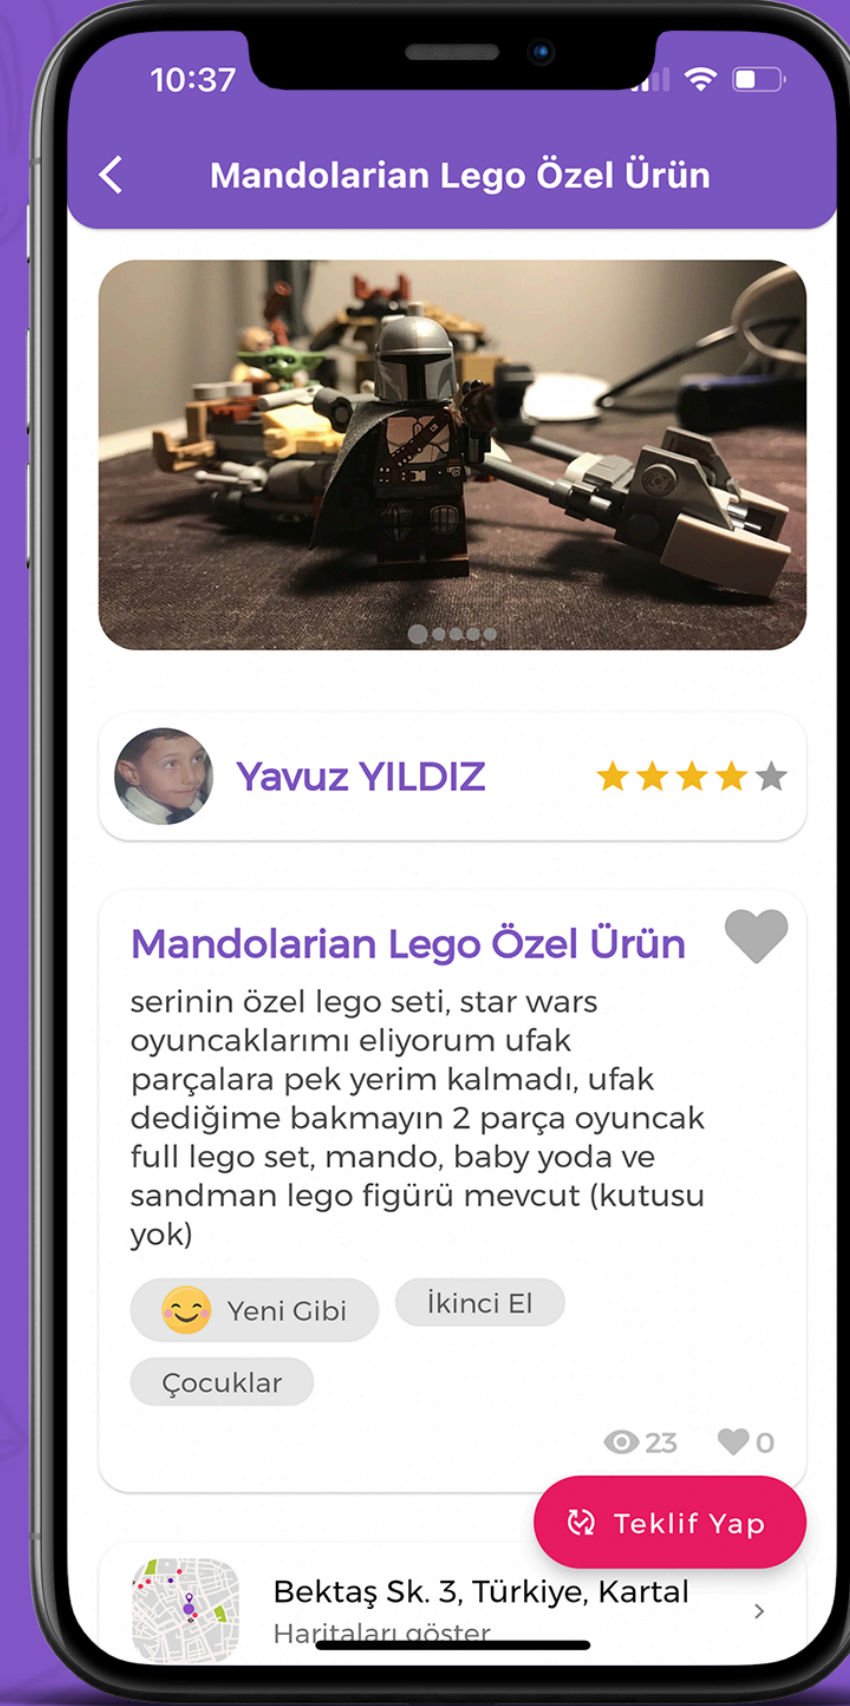 10:37
Mandolarian Lego Özel Ürün
Yavuz YILDIZ
Mandolarian Lego Özel Ürün
serinin özel lego seti, star wars
oyuncaklarımı eliyorum ufak
parçalara pek yerim kalmadı, ufak
dediğime bakmayın 2 parça oyuncak
full lego set, mando, baby yoda ve
sandman lego figürü mevcut (kutusu
yok)
Yeni Gibi
İkinci El
Çocuklar
23
0
Teklif Yap
Bektaş Sk. 3, Türkiye, Kartal
Haritaları göster